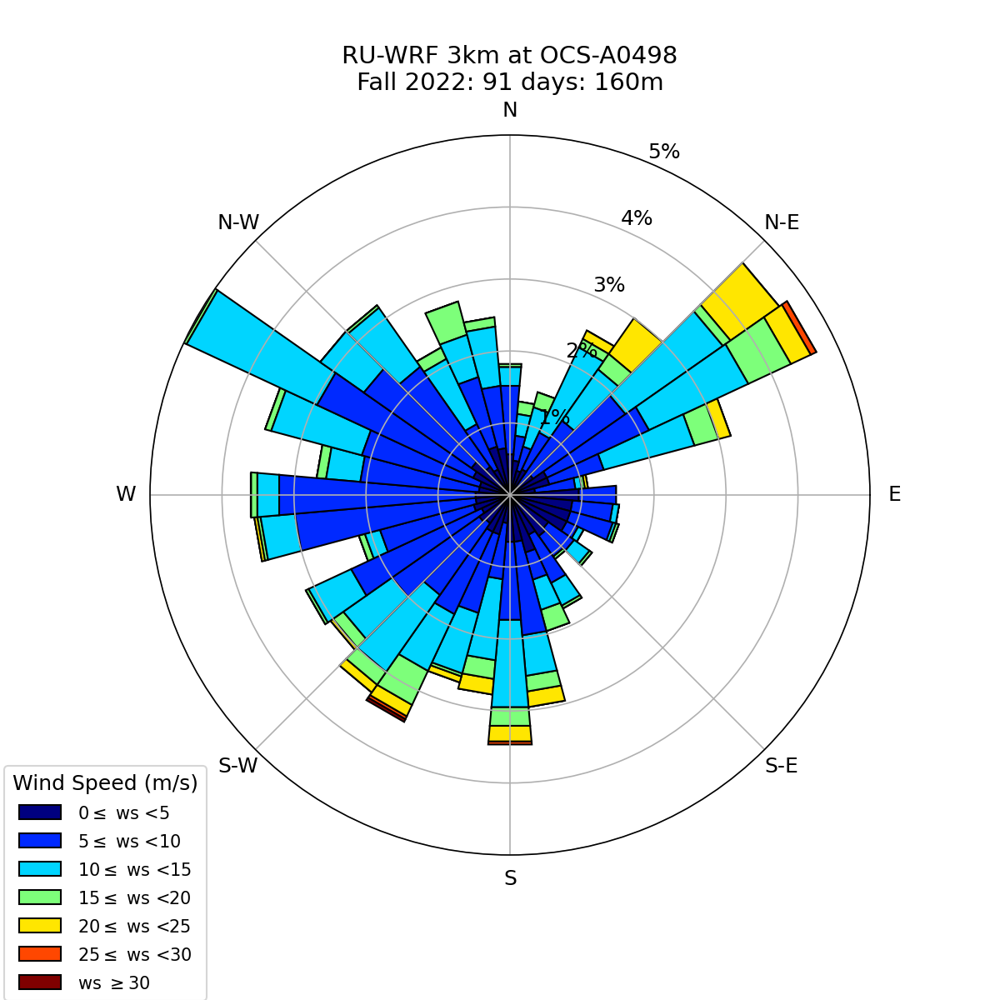 RU-WRF 3km at OCS-A0498
Fall 2022: 91 days: 160m
N
5%
N-W
4%
N-E
3%
2%
1%
W
E
S-W
S-E
S
Wind Speed (m/s)
0≤ ws <5
5≤ ws <10
10≤ ws <15
15≤ ws <20
20≤ ws <25
25≤ ws <30
ws ≥30